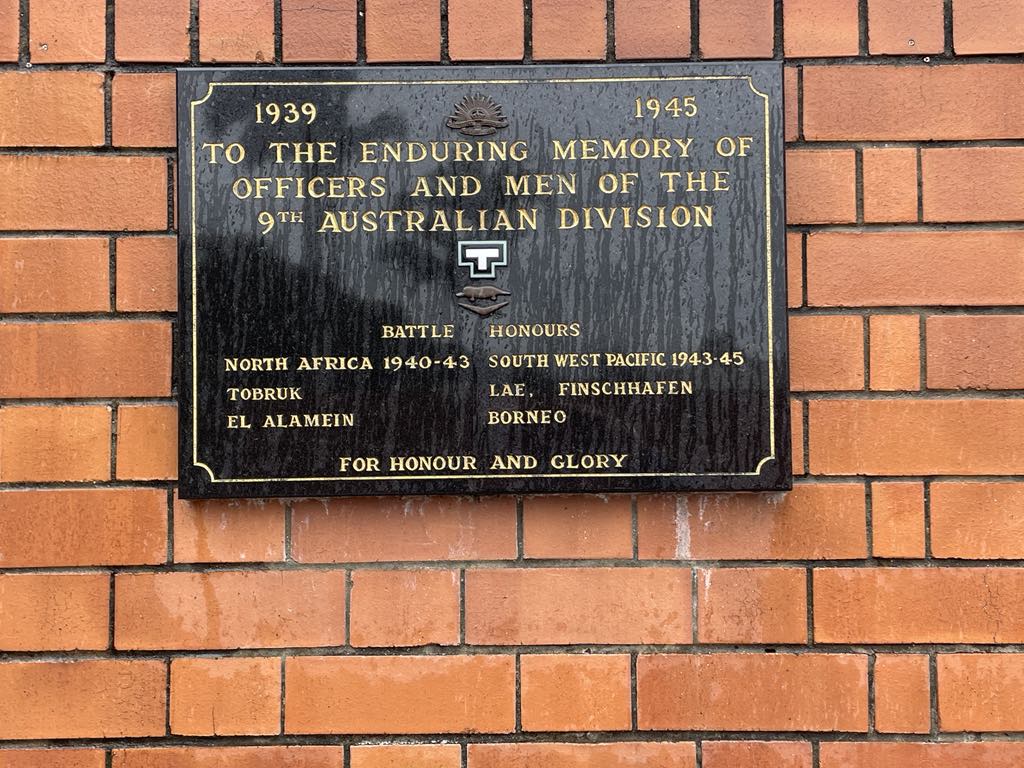 1939 1945
TO THE ENDURING MEMORY OF
OFFICERS AND MEN OF THE
9TH AUSTRALIAN DIVISION
T
BATTLE HONOURS
NORTH AFRICA 1940-43 SOUTH WEST PACIFIC 1943-45
TOBRUK LAE, FINSCHHAFEN
EL ALAMEIN BORNEO
FOR HONOUR AND GLORY